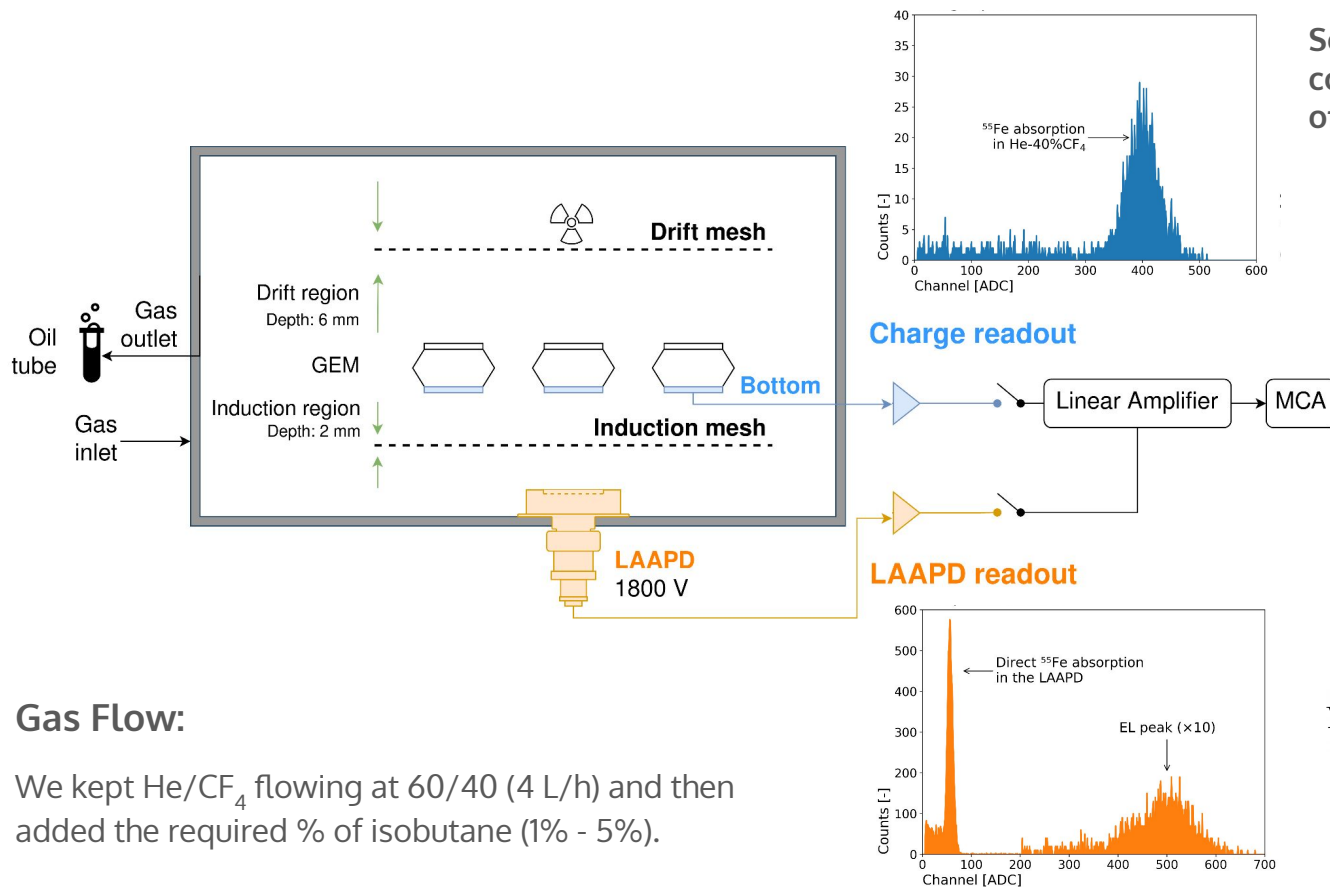 40
35
30
25
20
15
10
5
0
Counts [-]
0 100 200 300 400 500 600
Channel [ADC]
⁵⁵Fe absorption
in He-40%CF₄
Drift mesh
Drift region
Depth: 6 mm
GEM
Induction region
Depth: 2 mm
Induction mesh
Bottom
Gas
outlet
Oil
tube
Gas
inlet
LAAPD
1800 V
Charge readout
Linear Amplifier
MCA
LAAPD readout
600
500
400
300
200
100
0
Counts [-]
0 100 200 300 400 500 600 700
Channel [ADC]
Direct ⁵⁵Fe absorption
in the LAAPD
EL peak (×10)
Gas Flow:
We kept He/CF₄ flowing at 60/40 (4 L/h) and then
added the required % of isobutane (1% - 5%).